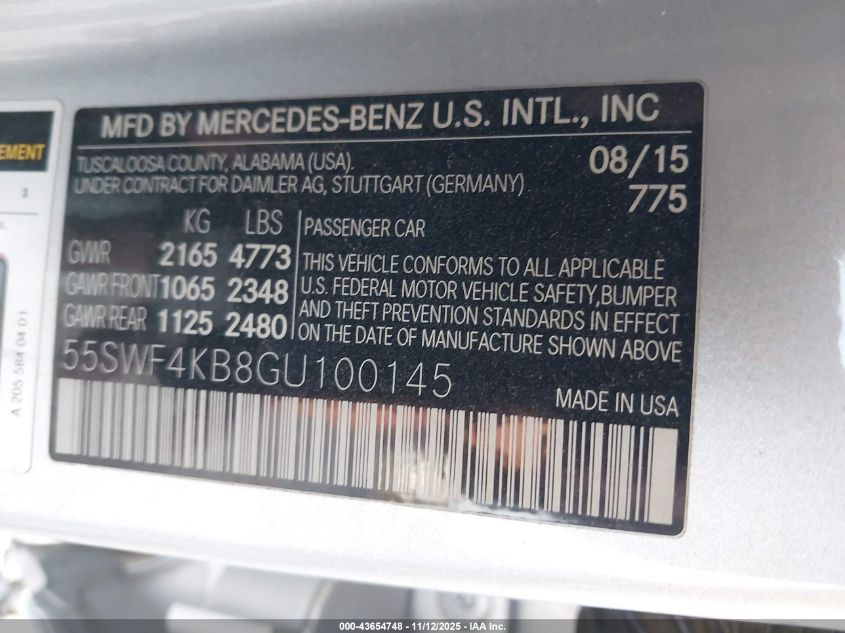 MFD BY MERCEDES-BENZ U.S. INTL., INC
TUSCALOOSA COUNTY, ALABAMA (USA).
UNDER CONTRACT FOR DAIMLER AG, STUTTGART (GERMANY)
08/15
775
KG LBS
GVWR 2165 4773
GAWR FRONT 1065 2348
GAWR REAR 1125 2480
PASSENGER CAR
THIS VEHICLE CONFORMS TO ALL APPLICABLE
U.S. FEDERAL MOTOR VEHICLE SAFETY, BUMPER
AND THEFT PREVENTION STANDARDS IN EFFECT
ON THE DATE OF MANUFACTURE SHOWN ABOVE
55SWF4KB8GU100145
MADE IN USA
EMENT
3
A 205 584 04 01
000-43654748 - 11/12/2025 - IAA Inc.